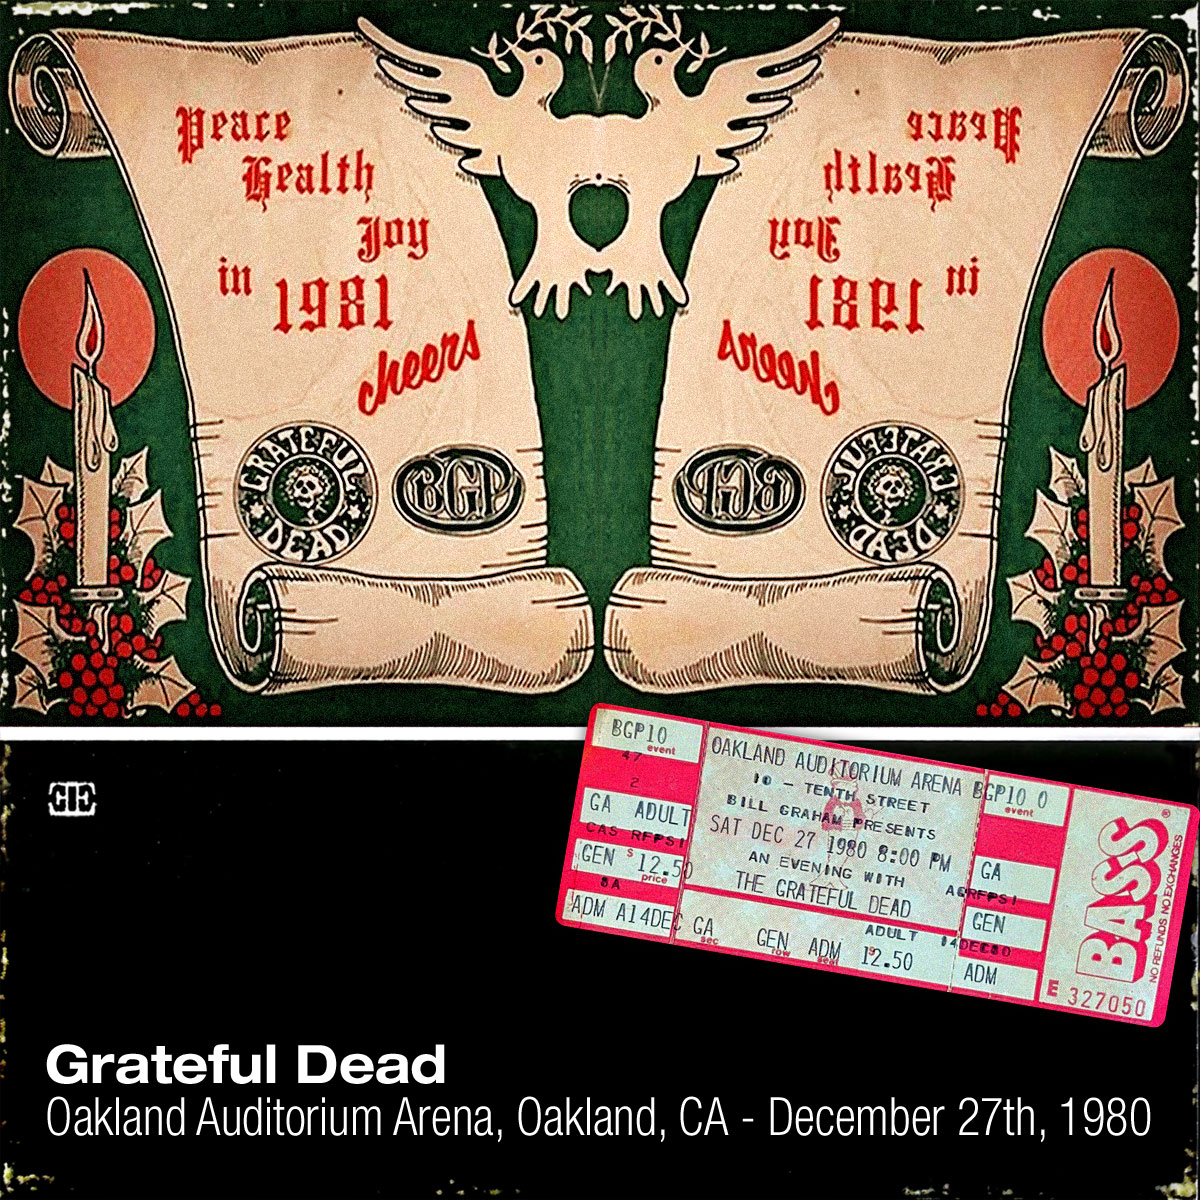 Peace
Health
Joy
in 1981
cheers
GRATEFUL
DEAD
BGP
Peace
Health
Joy
in 1981
cheers
GRATEFUL
DEAD
BGP
BGP10
event
47
2
GA ADULT
GEN $ 12.50
price
8A
ADM A14DEC
OAKLAND AUDITORIUM ARENA
10 - TENTH STREET
BILL GRAHAM PRESENTS
SAT DEC 27 1980 8:00 PM
AN EVENING WITH
THE GRATEFUL DEAD
GA GEN ADM
sec row seat
ADULT
$ 12.50
BGP10 0
event
GA
GEN
14DEC80
ADM
BASS®
NO REFUNDS NO EXCHANGES
E 327050
Grateful Dead
Oakland Auditorium Arena, Oakland, CA - December 27th, 1980